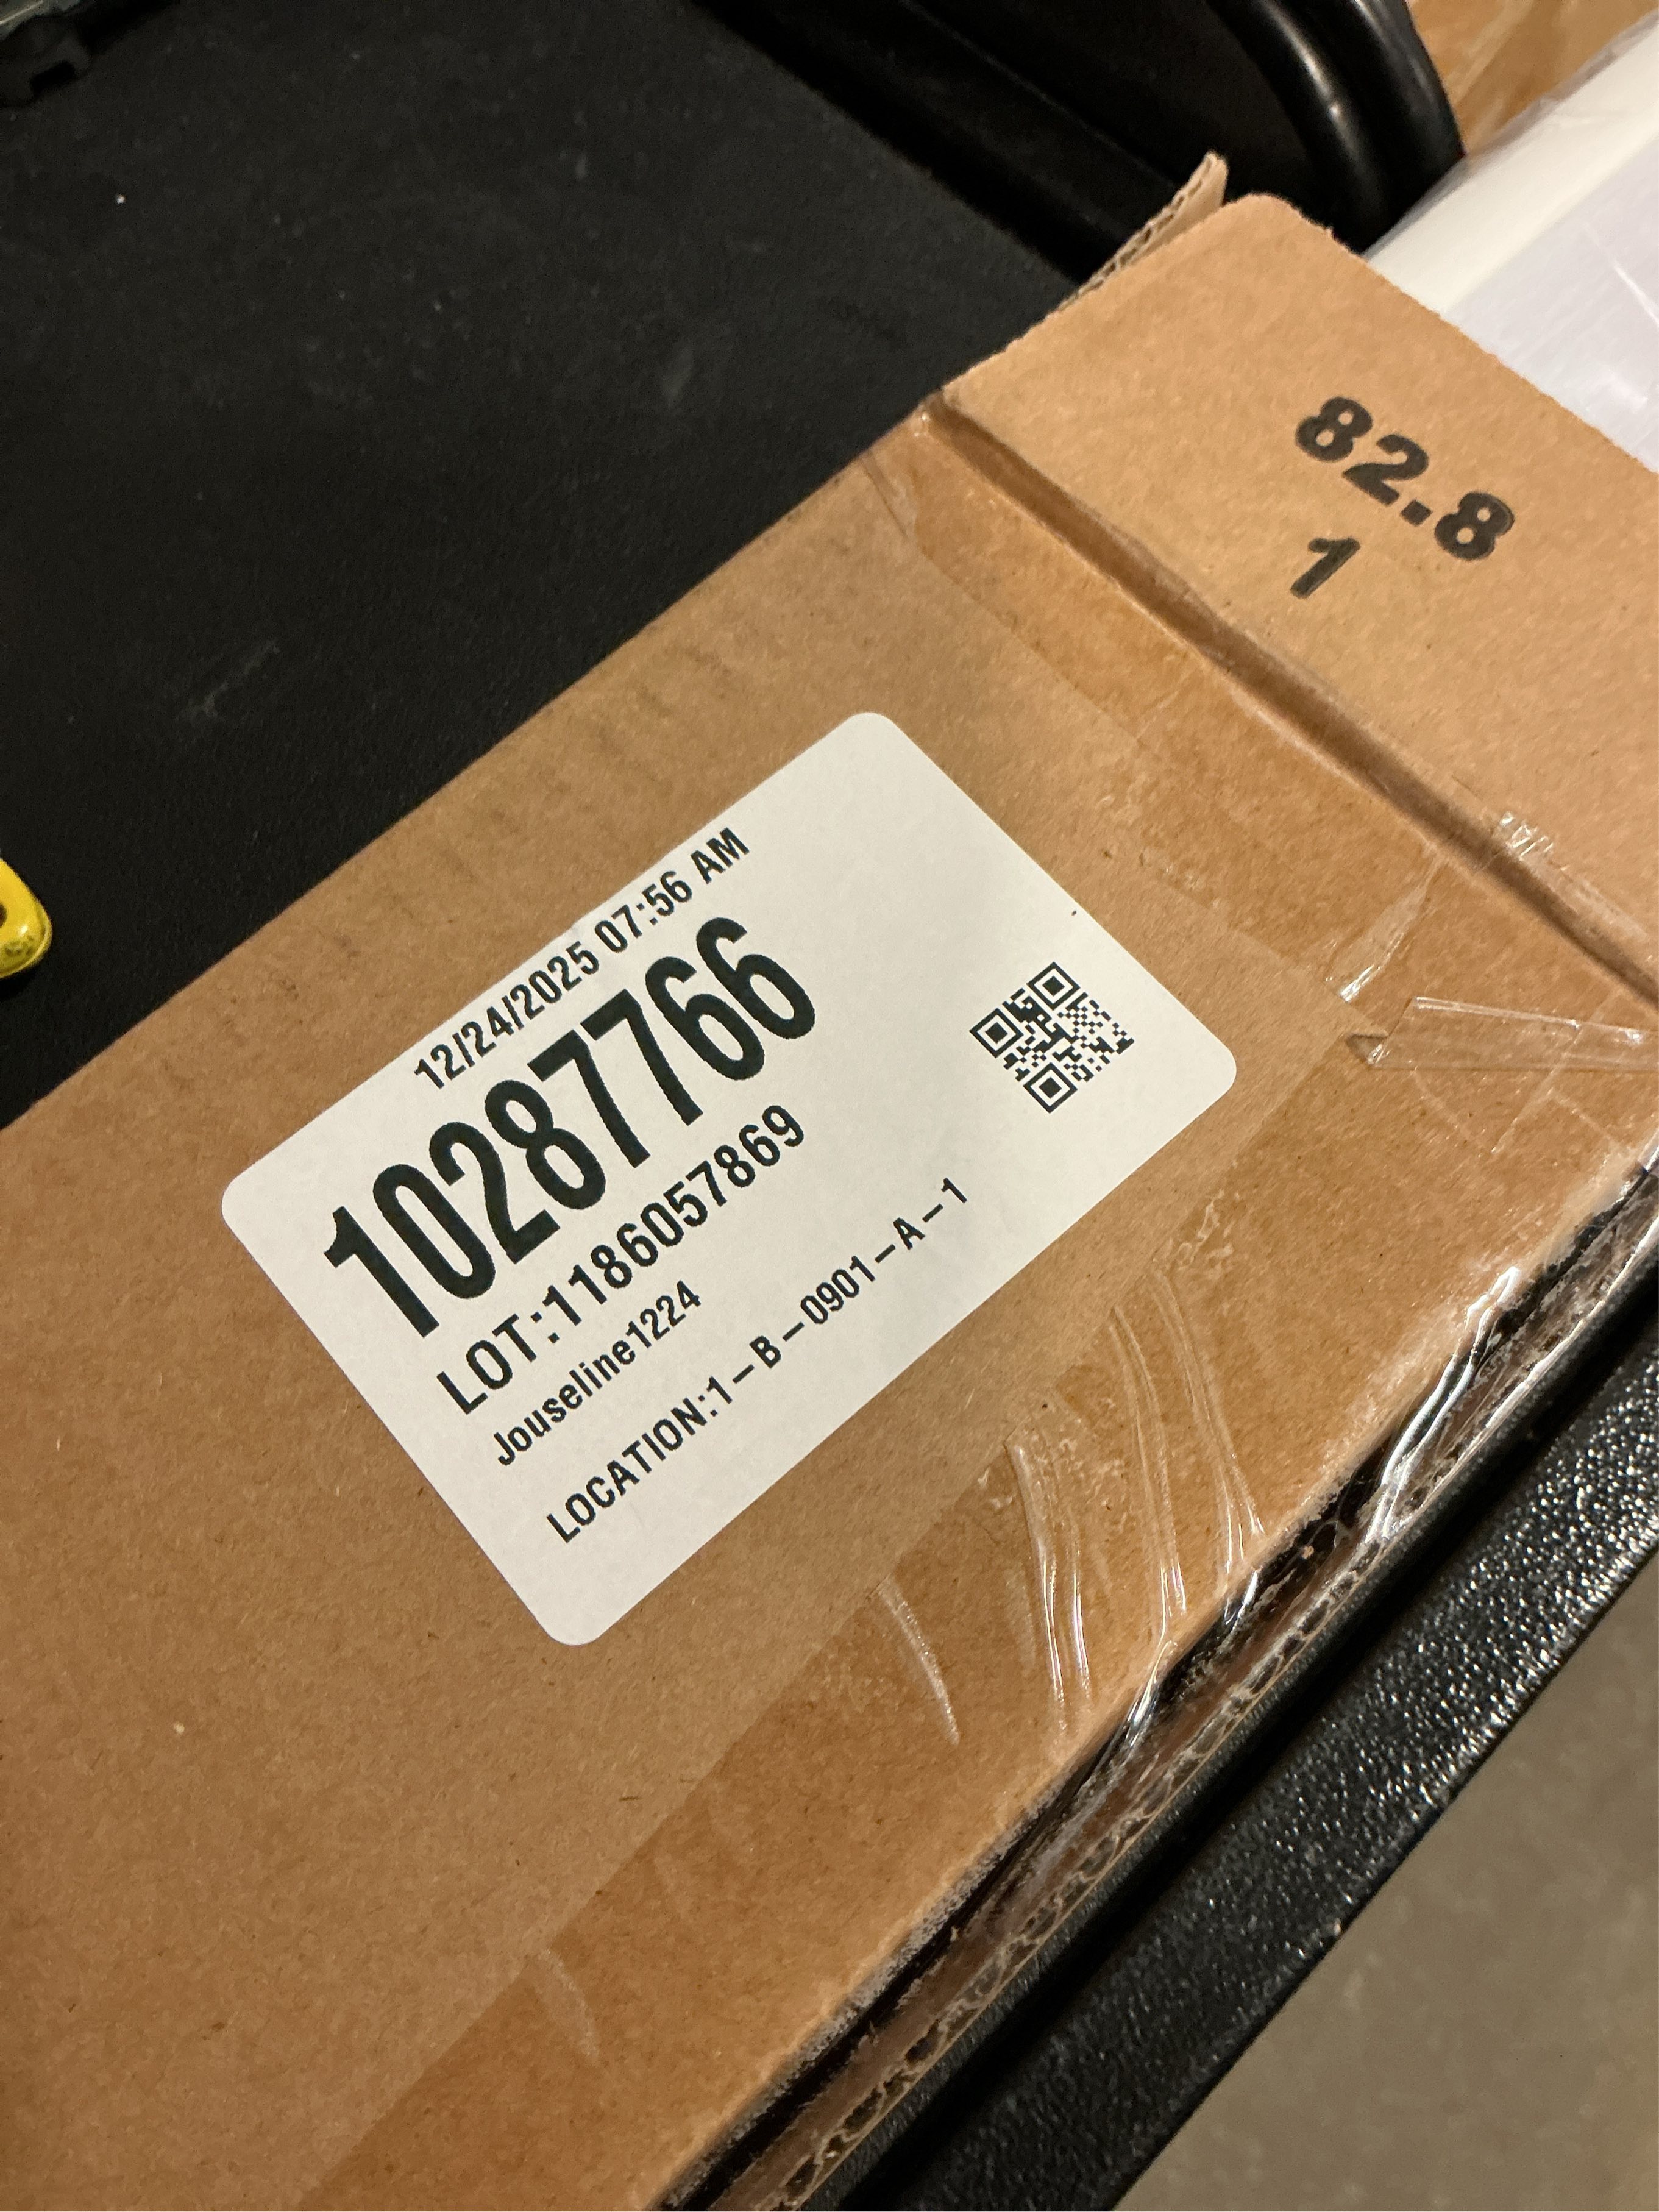 82.8
1
12/24/2025 07:56 AM
10287766
LOT:1186057869
Jouseline1224
LOCATION:1-B-0901-A-1